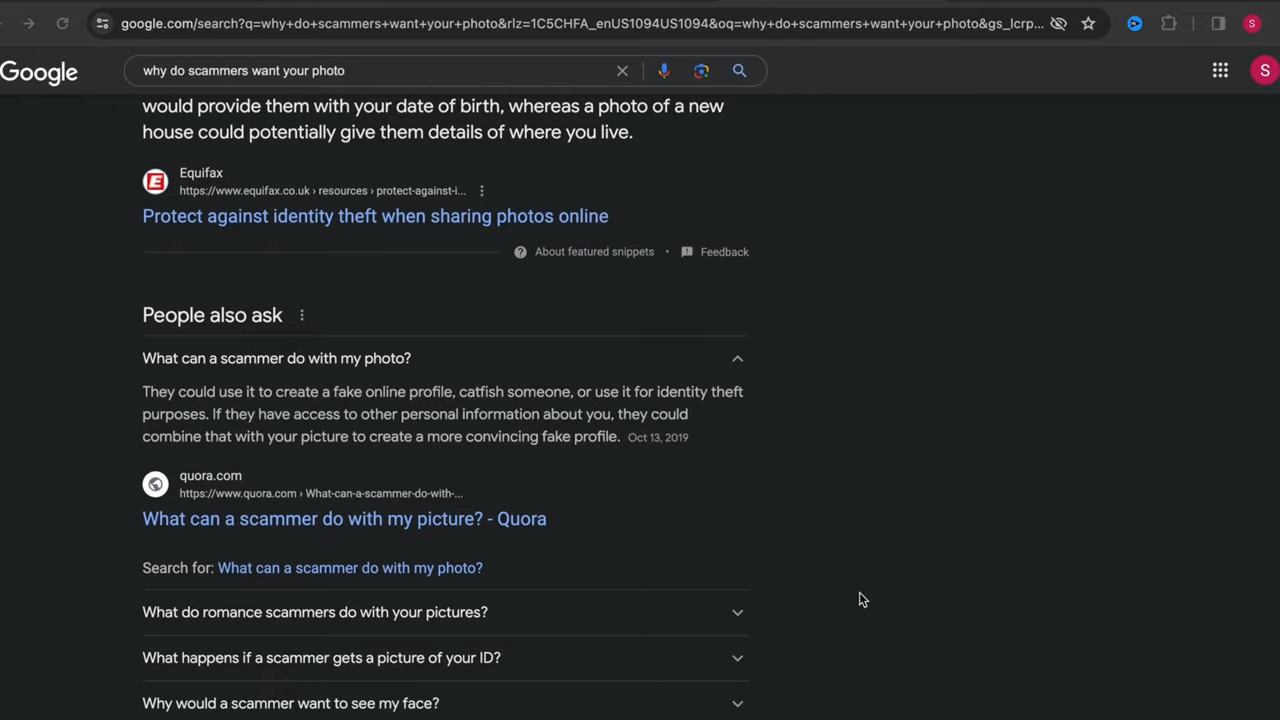 google.com/search?q=why+do+scammers+want+your+photo&rlz=1C5CHFA_enUS1094US1094&oq=why+do+scammers+want+your+photo&gs_lcrp...
S
Google
why do scammers want your photo
S
would provide them with your date of birth, whereas a photo of a new
house could potentially give them details of where you live.
E
Equifax
https://www.equifax.co.uk › resources › protect-against-i...
Protect against identity theft when sharing photos online
About featured snippets • Feedback
People also ask
What can a scammer do with my photo?
They could use it to create a fake online profile, catfish someone, or use it for identity theft
purposes. If they have access to other personal information about you, they could
combine that with your picture to create a more convincing fake profile. Oct 13, 2019
quora.com
https://www.quora.com › What-can-a-scammer-do-with-...
What can a scammer do with my picture? - Quora
Search for: What can a scammer do with my photo?
What do romance scammers do with your pictures?
What happens if a scammer gets a picture of your ID?
Why would a scammer want to see my face?